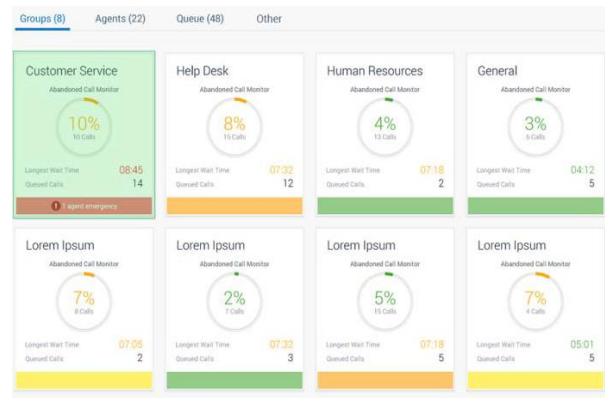 Groups (8) Agents (22) Queue (48) Other
Customer Service Help Desk Human Resources General
Abandoned Call Monitor Abandoned Call Monitor Abandoned Call Monitor Abandoned Call Monitor
10% 8% 4% 3%
10 Calls 15 Calls 13 Calls 5 Calls
Longest Wait Time 08:45 Longest Wait Time 07:32 Longest Wait Time 07:18 Longest Wait Time 04:12
Queued Calls 14 Queued Calls 12 Queued Calls 2 Queued Calls 5
! 1 agent emergency
Lorem Ipsum Lorem Ipsum Lorem Ipsum Lorem Ipsum
Abandoned Call Monitor Abandoned Call Monitor Abandoned Call Monitor Abandoned Call Monitor
7% 2% 5% 7%
8 Calls 7 Calls 15 Calls 4 Calls
Longest Wait Time 07:05 Longest Wait Time 07:32 Longest Wait Time 07:18 Longest Wait Time 05:01
Queued Calls 2 Queued Calls 3 Queued Calls 5 Queued Calls 5